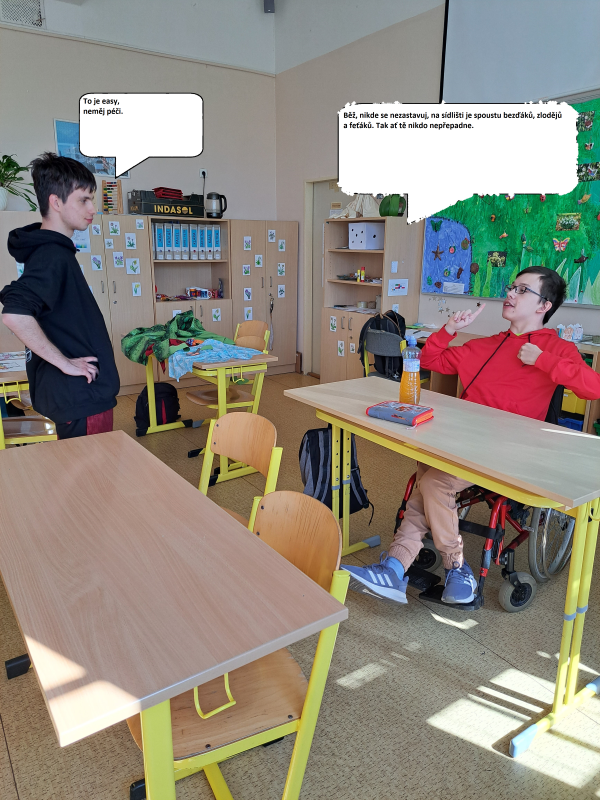 To je easy,
neměj péči.
Běž, nikde se nezastavuj, na sídlišti je spoustu bezďáků, zlodějů
a feťáků. Tak ať tě nikdo nepřepadne.
INDASOL